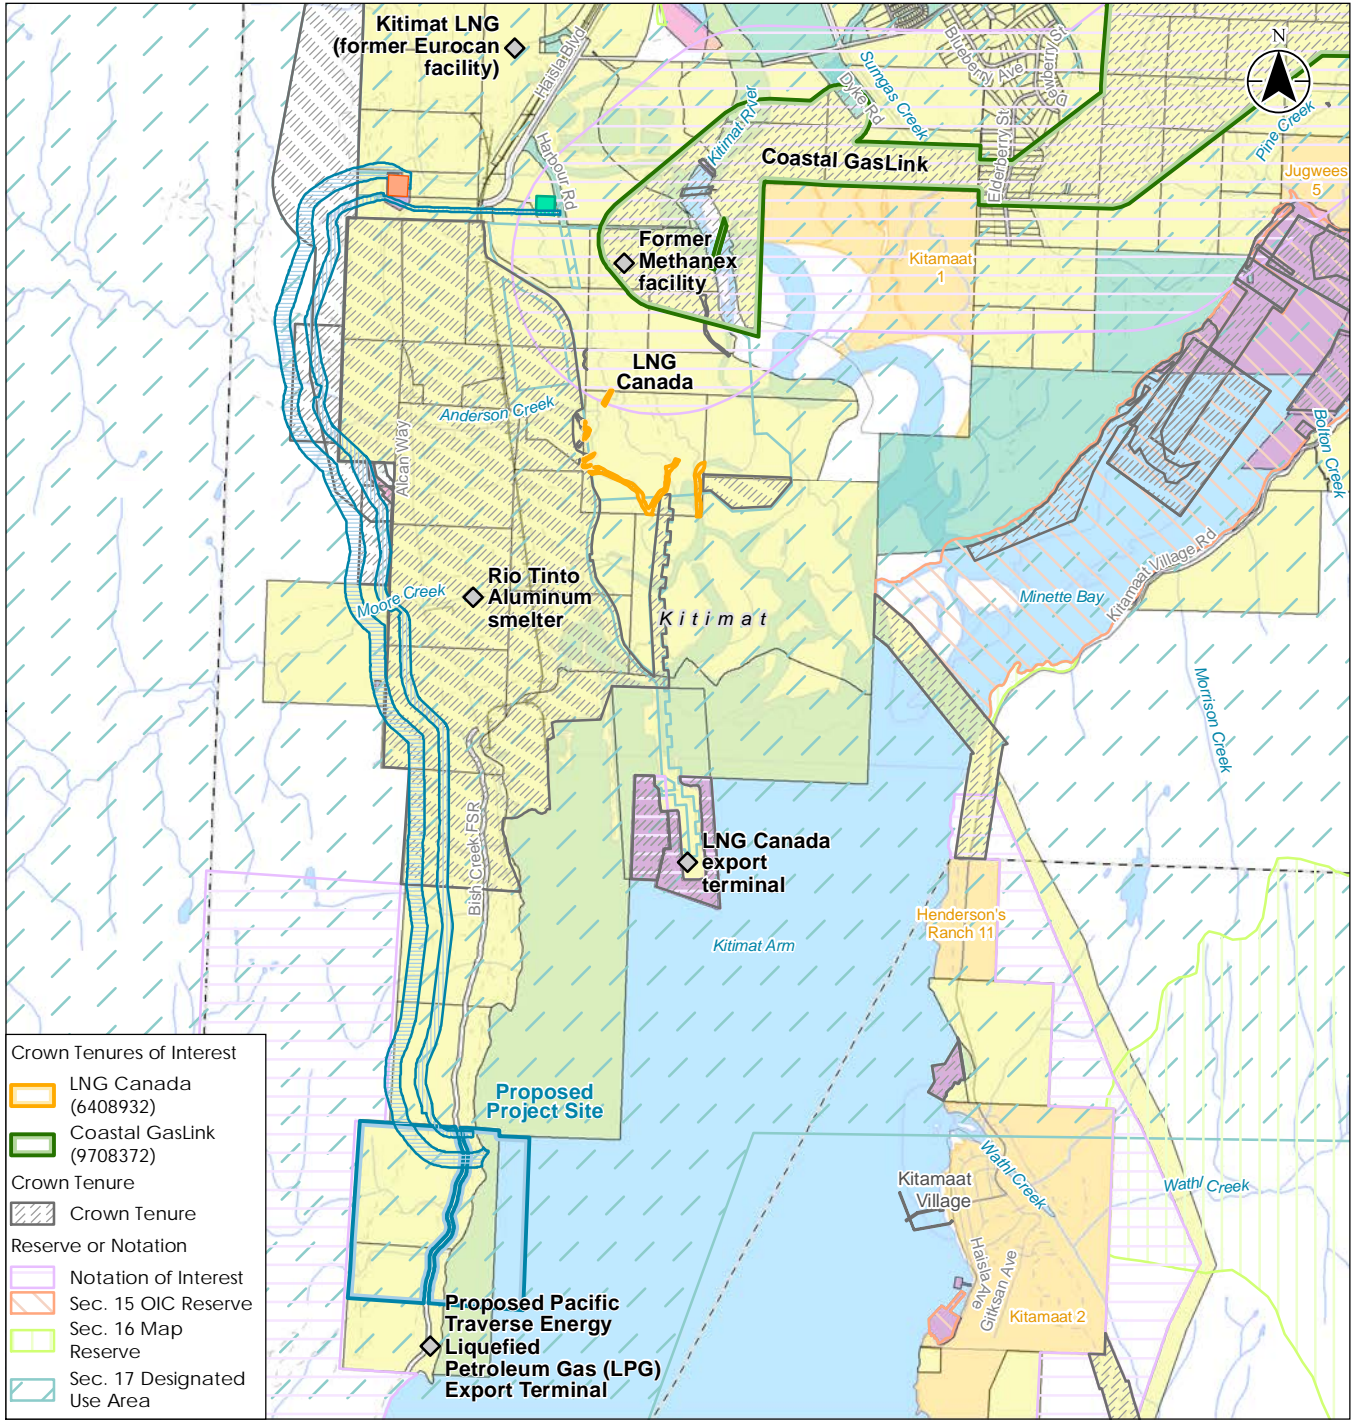 Kitimat LNG
(former Eurocan
facility)
Haisla Blvd
Harbour Rd
Kitimat River
Dyke Rd
Sumgas Creek
Blueberry Ave
Dewberry St
Elderberry St
N
Pine Creek
Jugwees
5
Coastal GasLink
Former
Methanex
facility
Kitamaat
1
LNG
Canada
Anderson Creek
Alcan Way
Bolton Creek
Kitamaat Village Rd
Minette Bay
Moore Creek
Rio Tinto
Aluminum
smelter
Kitimat
Morrison Creek
Bish Creek FSR
LNG Canada
export
terminal
Kitimat Arm
Henderson's
Ranch 11
Proposed
Project Site
Kitamaat
Village
Wathl Creek
Wathl Creek
Haisla Ave
Gitksan Ave
Kitamaat 2
Proposed Pacific
Traverse Energy
Liquefied
Petroleum Gas (LPG)
Export Terminal
Crown Tenures of Interest
LNG Canada
(6408932)
Coastal GasLink
(9708372)
Crown Tenure
Crown Tenure
Reserve or Notation
Notation of Interest
Sec. 15 OIC Reserve
Sec. 16 Map
Reserve
Sec. 17 Designated
Use Area